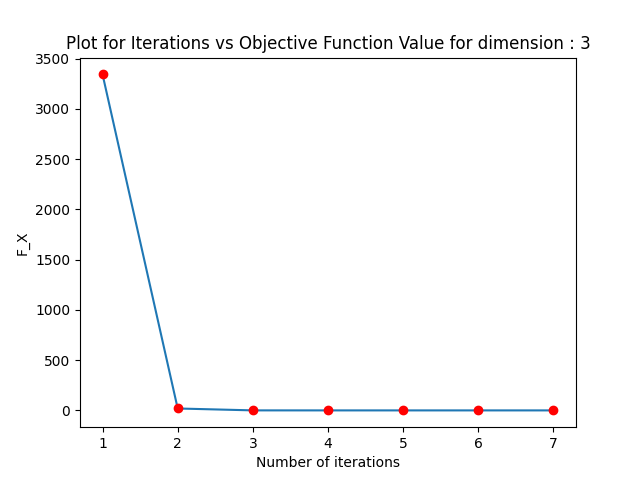 Plot for Iterations vs Objective Function Value for dimension : 3
3500
3000
2500
2000
1500
1000
500
0
F_X
1 2 3 4 5 6 7
Number of iterations